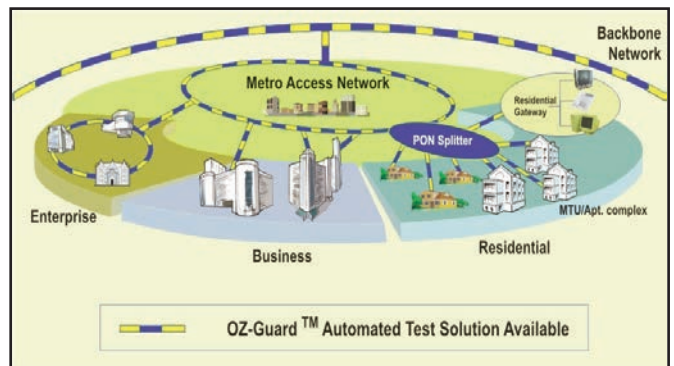 Backbone
Network
Metro Access Network
Residential
Gateway
PON Splitter
MTU/Apt. complex
Enterprise
Business
Residential
OZ-Guard TM Automated Test Solution Available